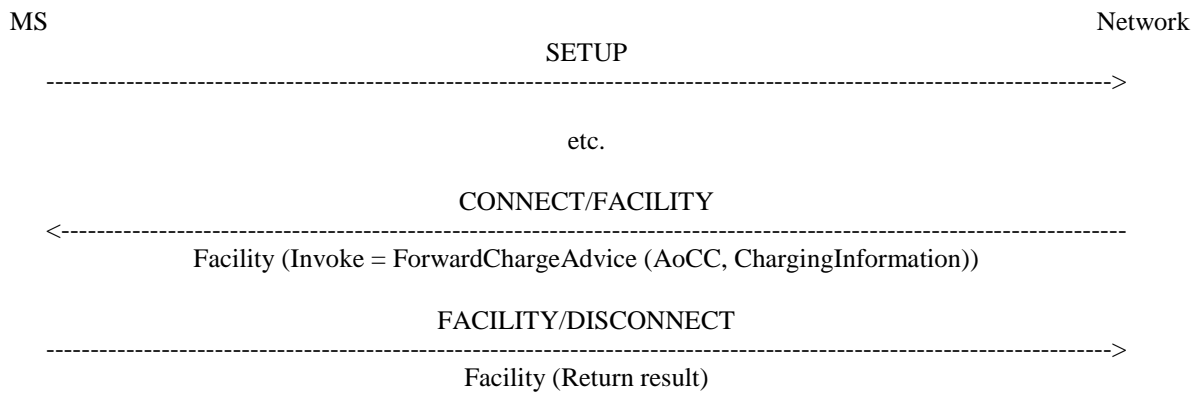 MS Network
SETUP
----------------------------------------------------------------------------------------------------------------------->
etc.
CONNECT/FACILITY
<-----------------------------------------------------------------------------------------------------------------------
Facility (Invoke = ForwardChargeAdvice (AoCC, ChargingInformation))
FACILITY/DISCONNECT
----------------------------------------------------------------------------------------------------------------------->
Facility (Return result)